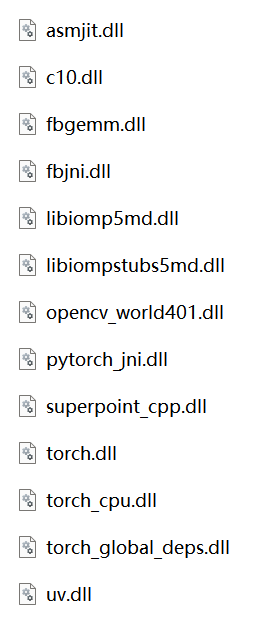 asmjit.dll
c10.dll
fbgemm.dll
fbjni.dll
libiomp5md.dll
libiompstubs5md.dll
opencv_world401.dll
pytorch_jni.dll
superpoint_cpp.dll
torch.dll
torch_cpu.dll
torch_global_deps.dll
uv.dll